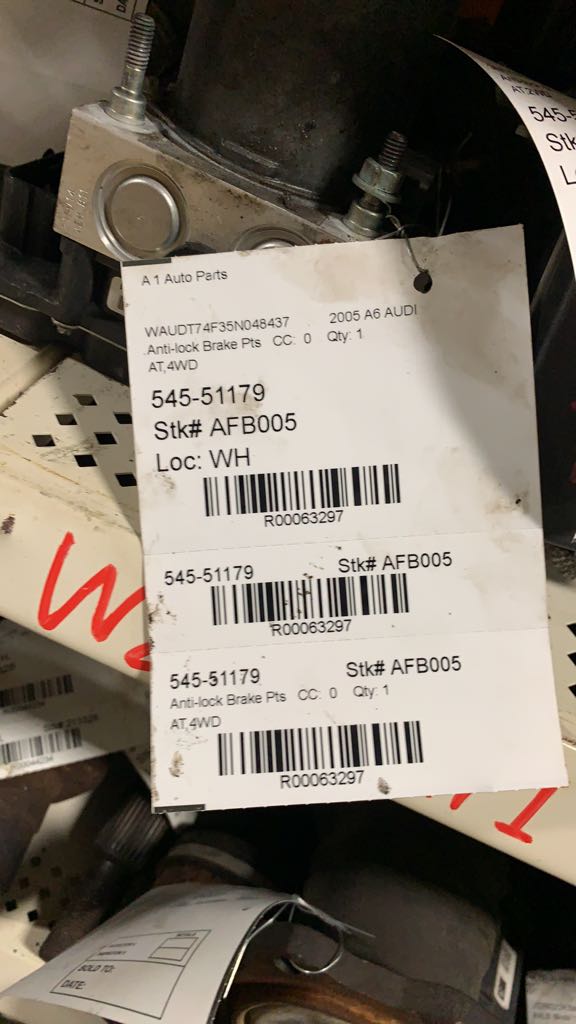 A 1 Auto Parts
WAUDT74F35N048437 2005 A6 AUDI
Anti-lock Brake Pts CC: 0 Qty: 1
AT,4WD
545-51179
Stk# AFB005
Loc: WH
R00063297
545-51179 Stk# AFB005
R00063297
545-51179 Stk# AFB005
Anti-lock Brake Pts CC: 0 Qty: 1
AT,4WD
R00063297
SOLD TO:
DATE: